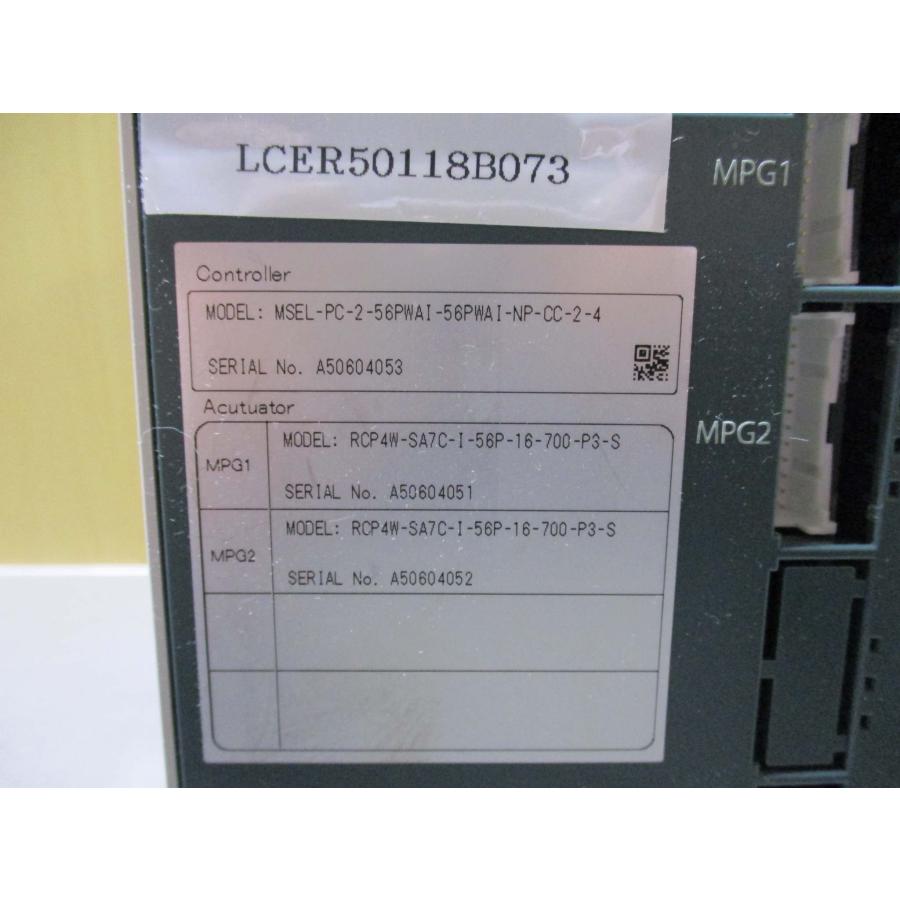 LCER50118B073
MPG1
Controller
MODEL: MSEL-PC-2-56PWAI-56PWAI-NP-CC-2-4
SERIAL No. A50604053
Acutuator
MPG1
MODEL: RCP4W-SA7C-I-56P-16-700-P3-S
SERIAL No. A50604051
MPG2
MPG2
MODEL: RCP4W-SA7C-I-56P-16-700-P3-S
SERIAL No. A50604052